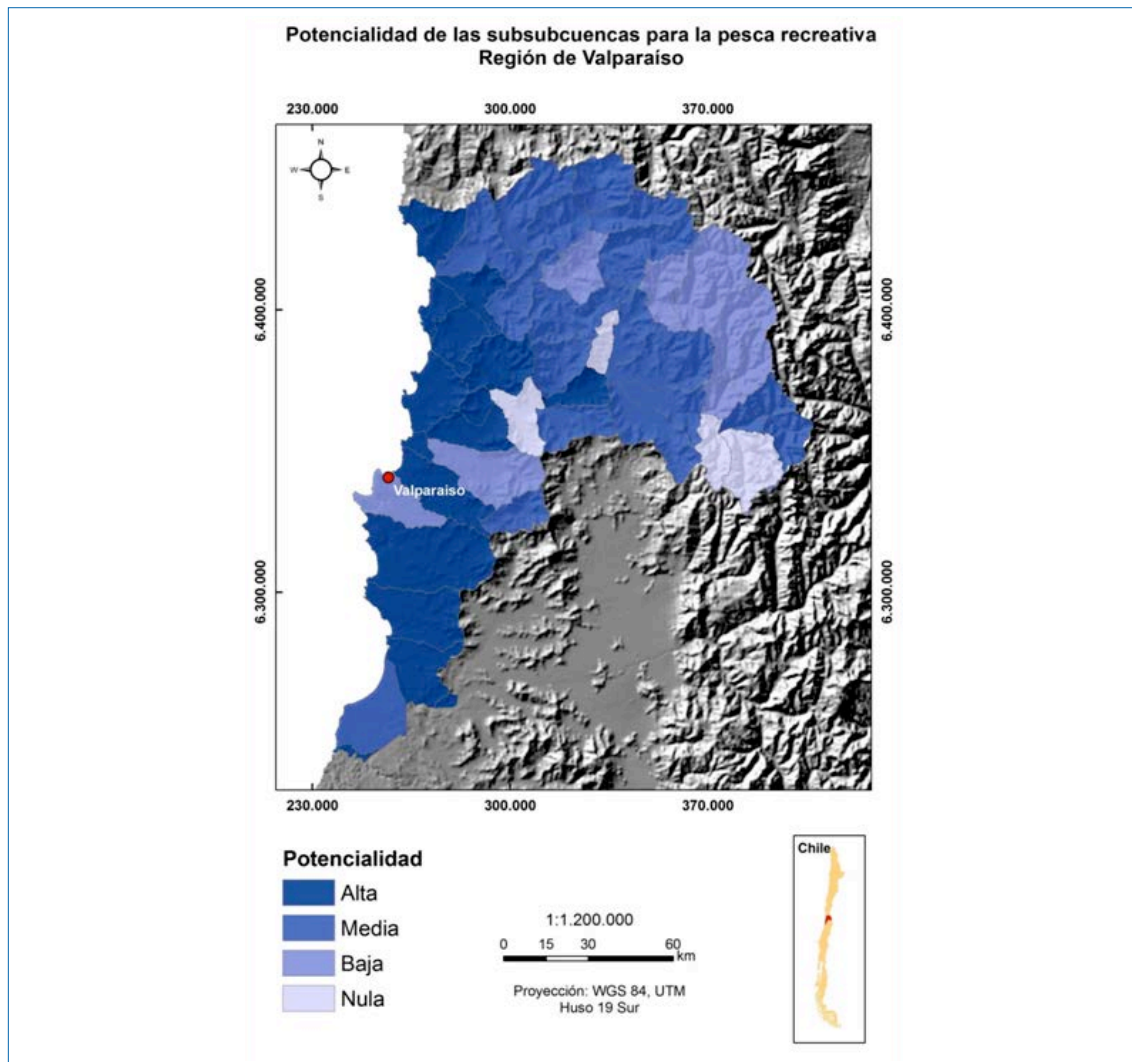 Potencialidad de las subsubcuencas para la pesca recreativa
Región de Valparaíso
230.000 300.000 370.000
N
W E
S
6.400.000 6.400.000
Valparaiso
6.300.000 6.300.000
230.000 300.000 370.000
Potencialidad
Alta
Media
Baja
Nula
1:1.200.000
0 15 30 60
km
Proyección: WGS 84, UTM
Huso 19 Sur
Chile